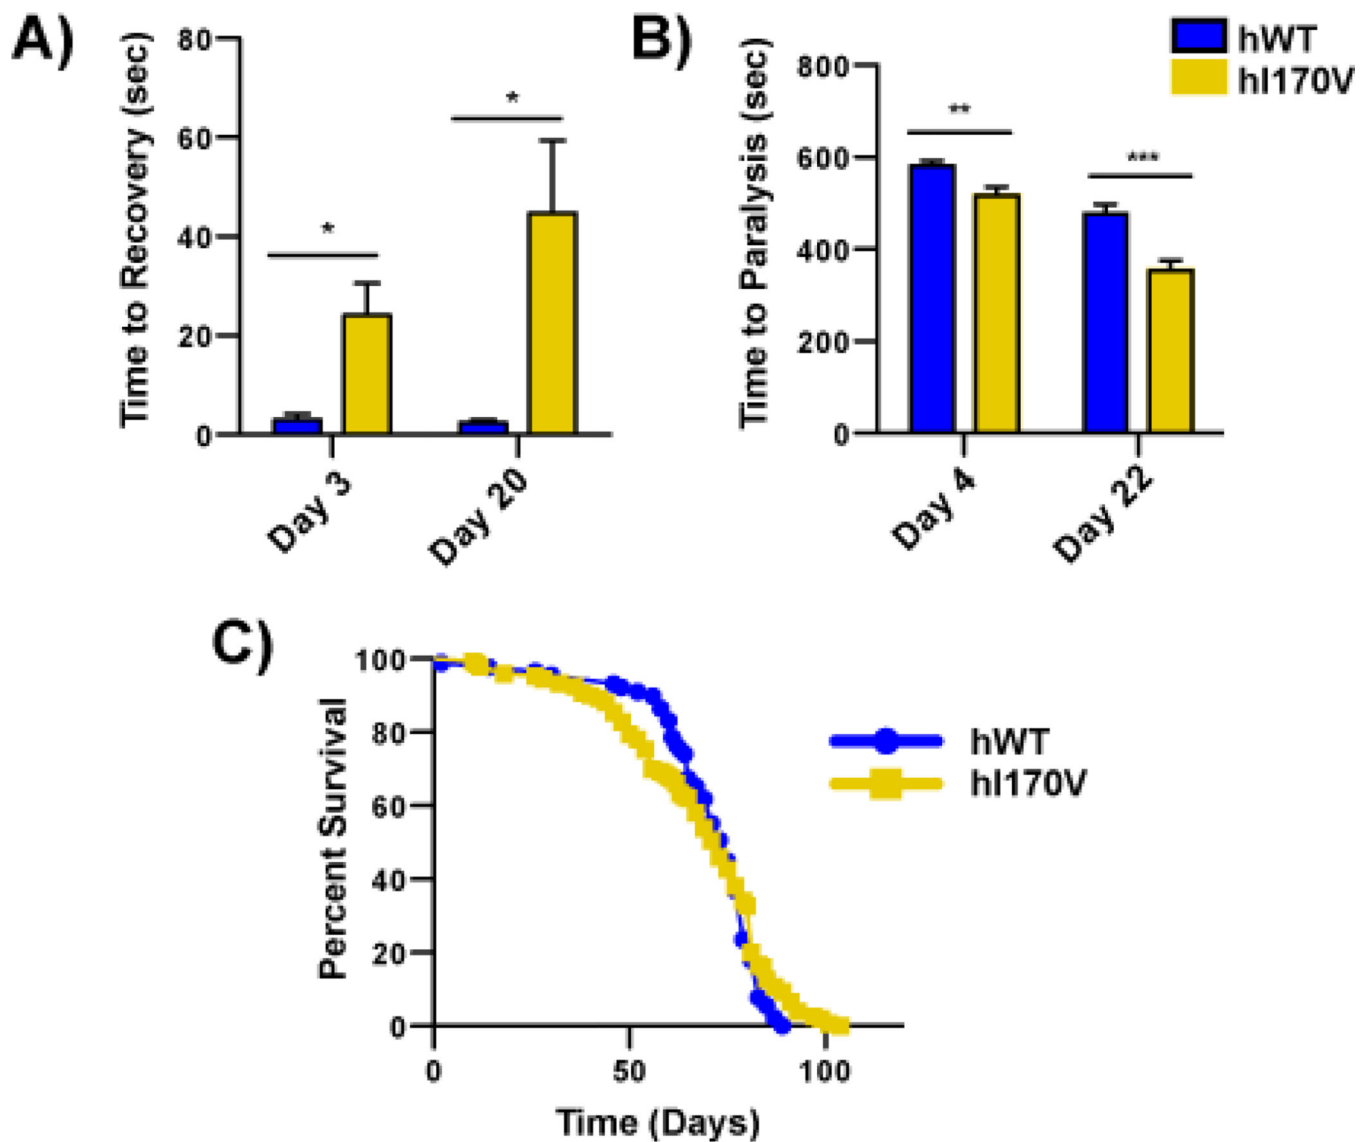 A)
Time to Recovery (sec)
80
60
40
20
0
*
*
Day 3
Day 20
B)
Time to Paralysis (sec)
800
600
400
200
0
**
***
Day 4
Day 22
hWT
hI170V
C)
Percent Survival
100
80
60
40
20
0
0
50
100
Time (Days)
hWT
hI170V